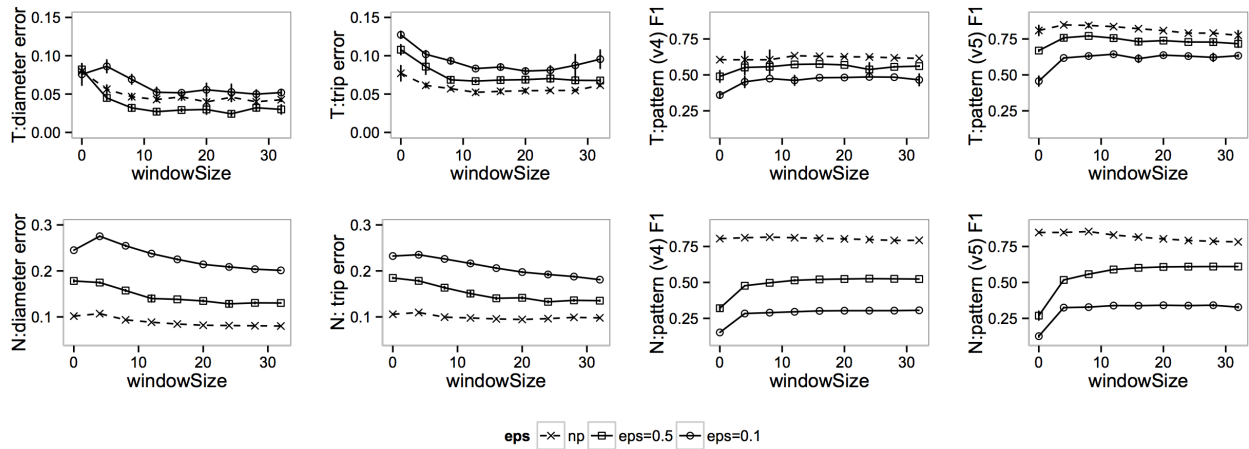 T:diameter error
0.15
0.10
0.05
0.00
0 10 20 30
windowSize
T:trip error
0.15
0.10
0.05
0.00
0 10 20 30
windowSize
T:pattern (v4) F1
0.75
0.50
0.25
0 10 20 30
windowSize
T:pattern (v5) F1
0.75
0.50
0.25
0 10 20 30
windowSize
N:diameter error
0.3
0.2
0.1
0 10 20 30
windowSize
N: trip error
0.3
0.2
0.1
0 10 20 30
windowSize
N:pattern (v4) F1
0.75
0.50
0.25
0 10 20 30
windowSize
N:pattern (v5) F1
0.75
0.50
0.25
0 10 20 30
windowSize
eps np eps=0.5 eps=0.1